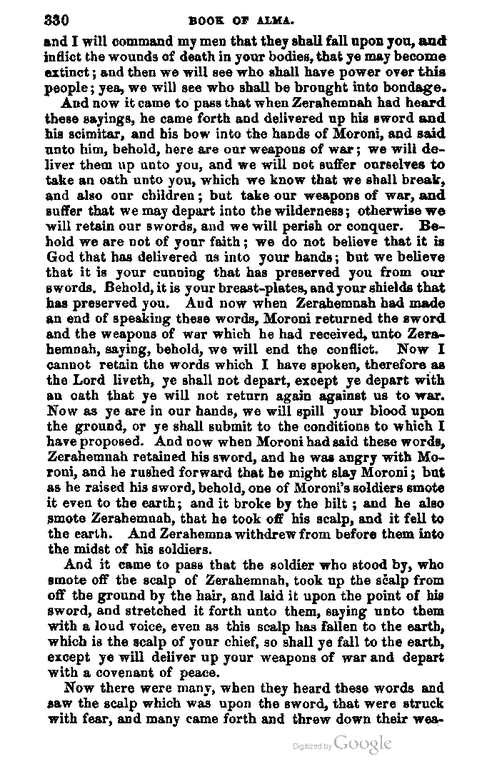 330 BOOK OF ALMA.
and I will command my men that they shall fall upon you, and
inflict the wounds of death in your bodies, that ye may become
extinct; and then we will see who shall have power over this
people; yea, we will see who shall be brought into bondage.
And now it came to pass that when Zerahemnah had heard
these sayings, he came forth and delivered up his sword and
his scimitar, and his bow into the hands of Moroni, and said
unto him, behold, here are our weapons of war; we will de-
liver them up unto you, and we will not suffer ourselves to
take an oath unto you, which we know that we shall break,
and also our children; but take our weapons of war, and
suffer that we may depart into the wilderness; otherwise we
will retain our swords, and we will perish or conquer. Be-
hold we are not of your faith; we do not believe that it is
God that has delivered us into your hands; but we believe
that it is your cunning that has preserved you from our
swords. Behold, it is your breast-plates, and your shields that
has preserved you. And now when Zerahemnah had made
an end of speaking these words, Moroni returned the sword
and the weapons of war which he had received, unto Zera-
hemnah, saying, behold, we will end the conflict. Now I
cannot retain the words which I have spoken, therefore as
the Lord liveth, ye shall not depart, except ye depart with
an oath that ye will not return again against us to war.
Now as ye are in our hands, we will spill your blood upon
the ground, or ye shall submit to the conditions to which I
have proposed. And now when Moroni had said these words,
Zerahemnah retained his sword, and he was angry with Mo-
roni, and he rushed forward that he might slay Moroni; but
as he raised his sword, behold, one of Moroni's soldiers smote
it even to the earth; and it broke by the hilt; and he also
smote Zerahemnah, that he took off his scalp, and it fell to
the earth. And Zerahemna withdrew from before them into
the midst of his soldiers.
And it came to pass that the soldier who stood by, who
smote off the scalp of Zerahemnah, took up the scalp from
off the ground by the hair, and laid it upon the point of his
sword, and stretched it forth unto them, saying unto them
with a loud voice, even as this scalp has fallen to the earth,
which is the scalp of your chief, so shall ye fall to the earth,
except ye will deliver up your weapons of war and depart
with a covenant of peace.
Now there were many, when they heard these words and
saw the scalp which was upon the sword, that were struck
with fear, and many came forth and threw down their wea-
Digitized by Google